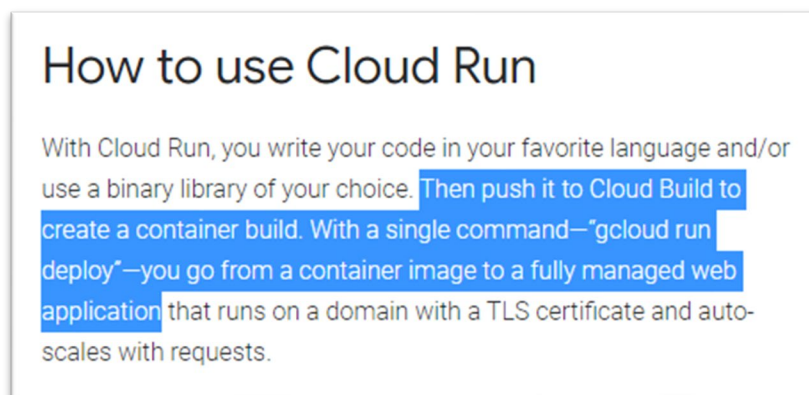 How to use Cloud Run
With Cloud Run, you write your code in your favorite language and/or
use a binary library of your choice. Then push it to Cloud Build to
create a container build. With a single command—”gcloud run
deploy”—you go from a container image to a fully managed web
application that runs on a domain with a TLS certificate and auto-
scales with requests.